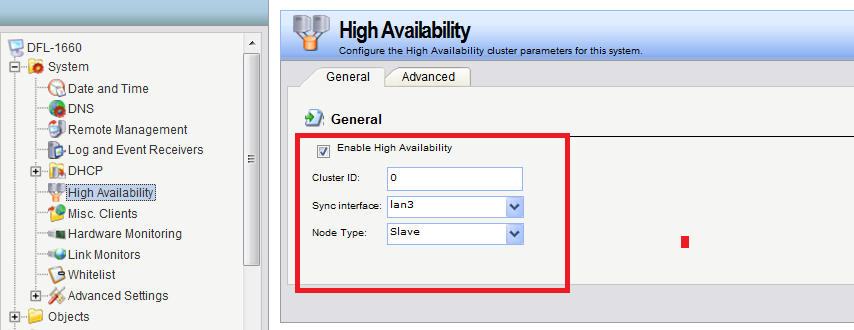 DFL-1660
System
Date and Time
DNS
Remote Management
Log and Event Receivers
DHCP
High Availability
Misc. Clients
Hardware Monitoring
Link Monitors
Whitelist
Advanced Settings
Objects
High Availability
Configure the High Availability cluster parameters for this system.
General Advanced
General
Enable High Availability
Cluster ID: 0
Sync interface: lan3
Node Type: Slave